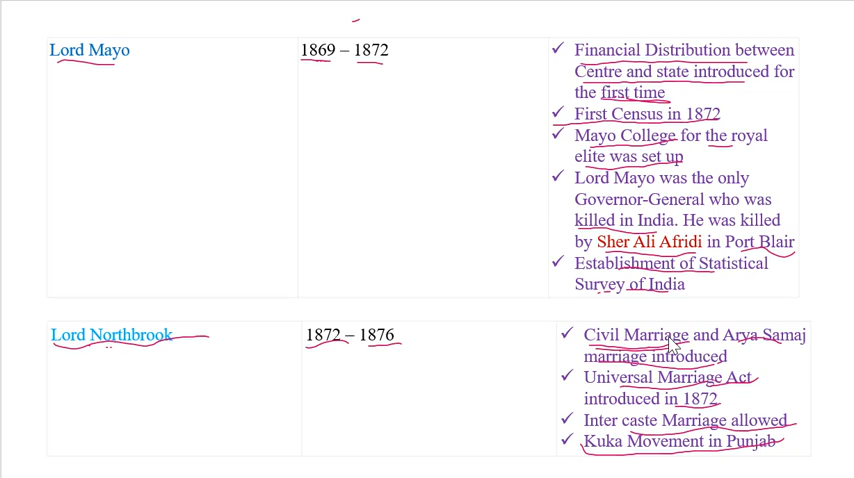 Lord Mayo
1869 – 1872
✓ Financial Distribution between
Centre and state introduced for
the first time
✓ First Census in 1872
✓ Mayo College for the royal
elite was set up
✓ Lord Mayo was the only
Governor-General who was
killed in India. He was killed
by Sher Ali Afridi in Port Blair
✓ Establishment of Statistical
Survey of India
Lord Northbrook
1872 – 1876
✓ Civil Marriage and Arya Samaj
marriage introduced
✓ Universal Marriage Act
introduced in 1872
✓ Inter caste Marriage allowed
✓ Kuka Movement in Punjab